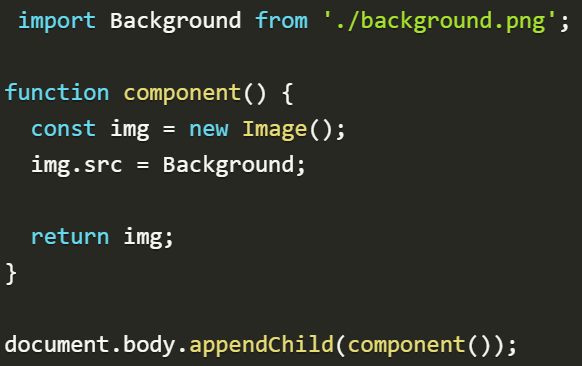 import Background from './background.png';
function component() {
const img = new Image();
img.src = Background;
return img;
}
document.body.appendChild(component());